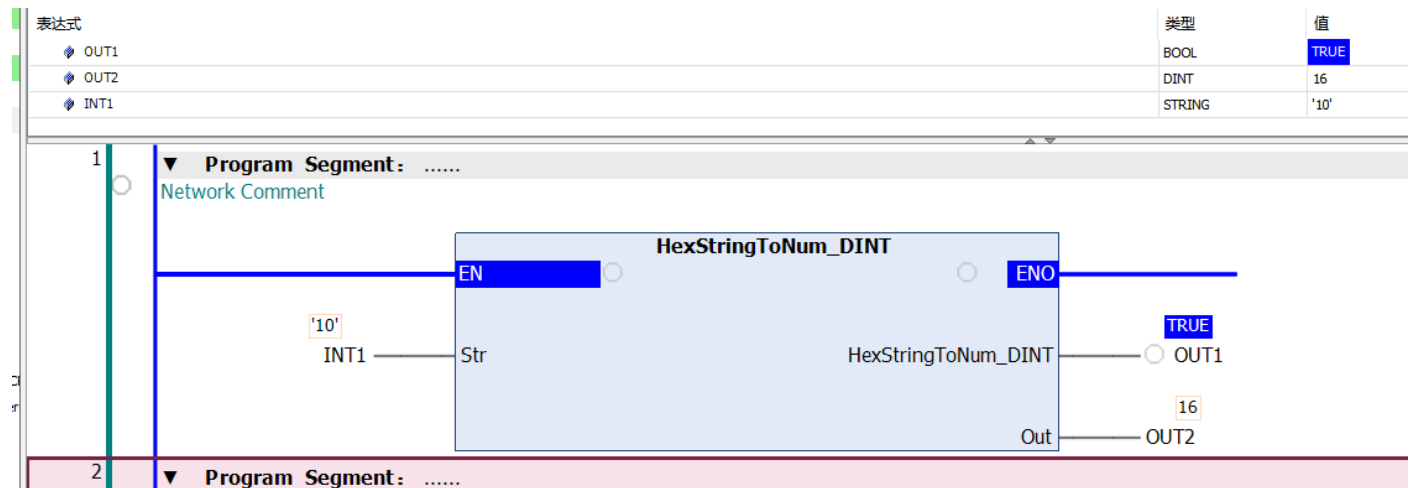 表达式 类型 值
OUT1 BOOL TRUE
OUT2 DINT 16
INT1 STRING '10'
1 ▼ Program Segment： ......
Network Comment
HexStringToNum_DINT
EN ENO
'10' TRUE
INT1 Str HexStringToNum_DINT OUT1
16
Out OUT2
2 ▼ Program Segment： ......